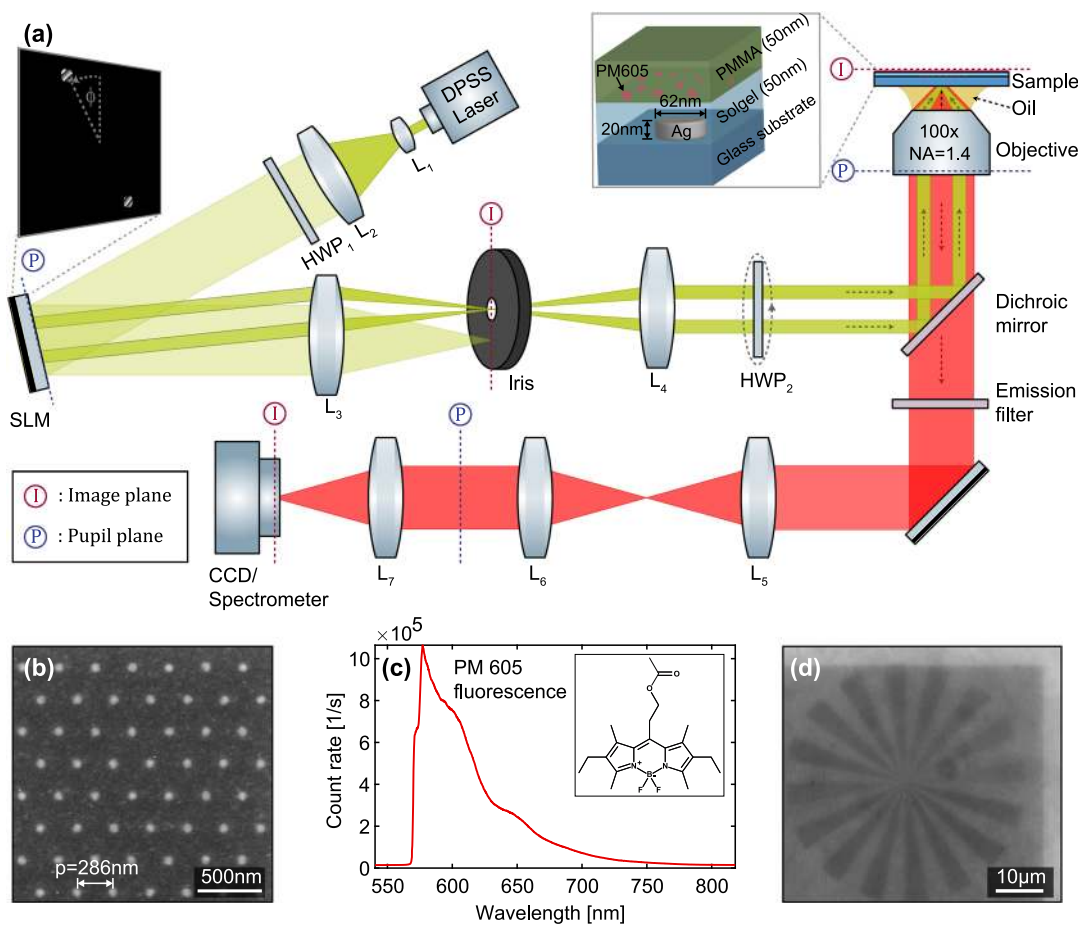 (a)
ϕ
DPSS
Laser
L₁
L₂
HWP₁
P
SLM
L₃
I
Iris
L₄
HWP₂
PM605
62nm
20nm
Ag
PMMA (50nm)
Solgel (50nm)
Glass substrate
I
Sample
Oil
100x
NA=1.4
Objective
P
Dichroic
mirror
Emission
filter
I : Image plane
P : Pupil plane
I
CCD/
Spectrometer
L₇
P
L₆
L₅
(b)
p=286nm
500nm
(c)
×10⁵
PM 605
fluorescence
Count rate [1/s]
10
8
6
4
2
0
550 600 650 700 750 800
Wavelength [nm]
O
O
N⁺
B⁻
N
F F
(d)
10µm